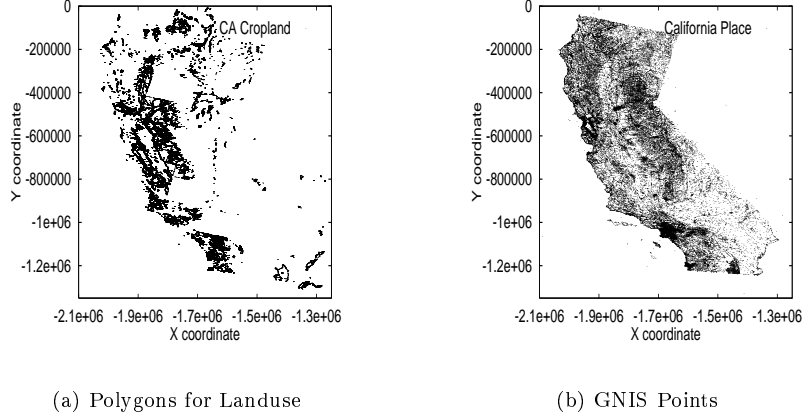 0
CA Cropland
-200000
-400000
-600000
-800000
-1e+06
-1.2e+06
Y coordinate
-2.1e+06 -1.9e+06 -1.7e+06 -1.5e+06 -1.3e+06
X coordinate
(a) Polygons for Landuse
0
California Place
-200000
-400000
-600000
-800000
-1e+06
-1.2e+06
Y coordinate
-2.1e+06 -1.9e+06 -1.7e+06 -1.5e+06 -1.3e+06
X coordinate
(b) GNIS Points